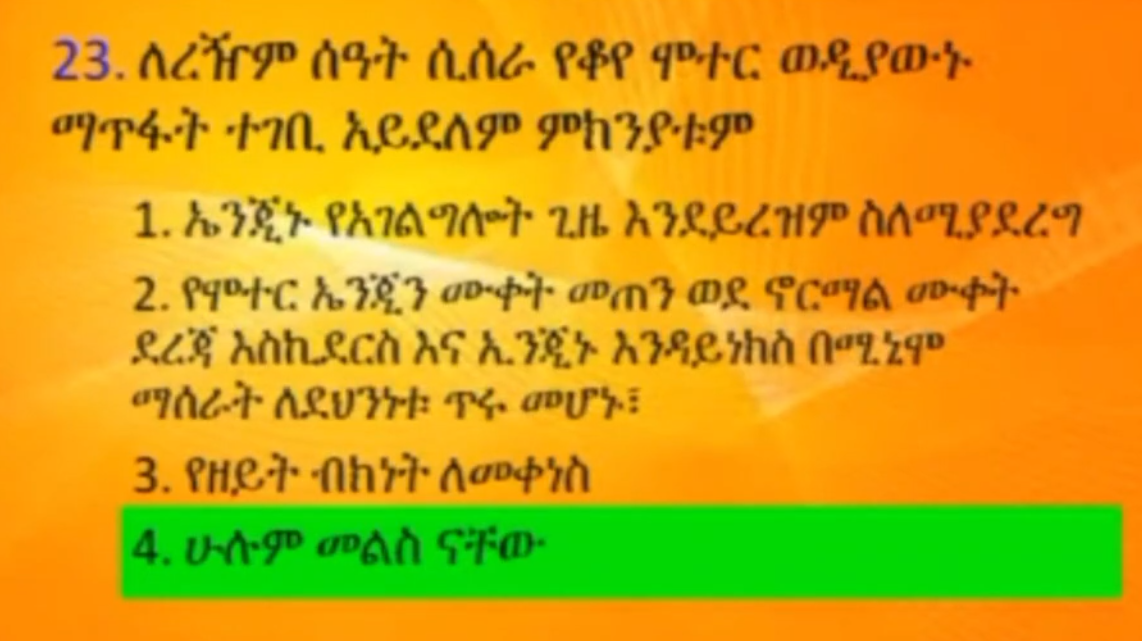 23. ለረዥም ሰዓት ሲሰራ የቆየ ሞተር ወዲያውኑ
ማጥፋት ተገቢ አይደለም ምክንያቱም
1. ኤንጂኑ የአገልግሎት ጊዜ እንደይረዝም ስለሚያደረግ
2. የሞተር ኤንጂን ሙቀት መጠን ወደ ኖርማል ሙቀት
ደረጃ እስኪደርስ እና ኢንጂኑ እንዳይነክስ በሚኒሞ
ማሰራት ለደህንነቱ ጥሩ መሆኑ፤
3. የዘይት ብክነት ለመቀነስ
4. ሁሉም መልስ ናቸው